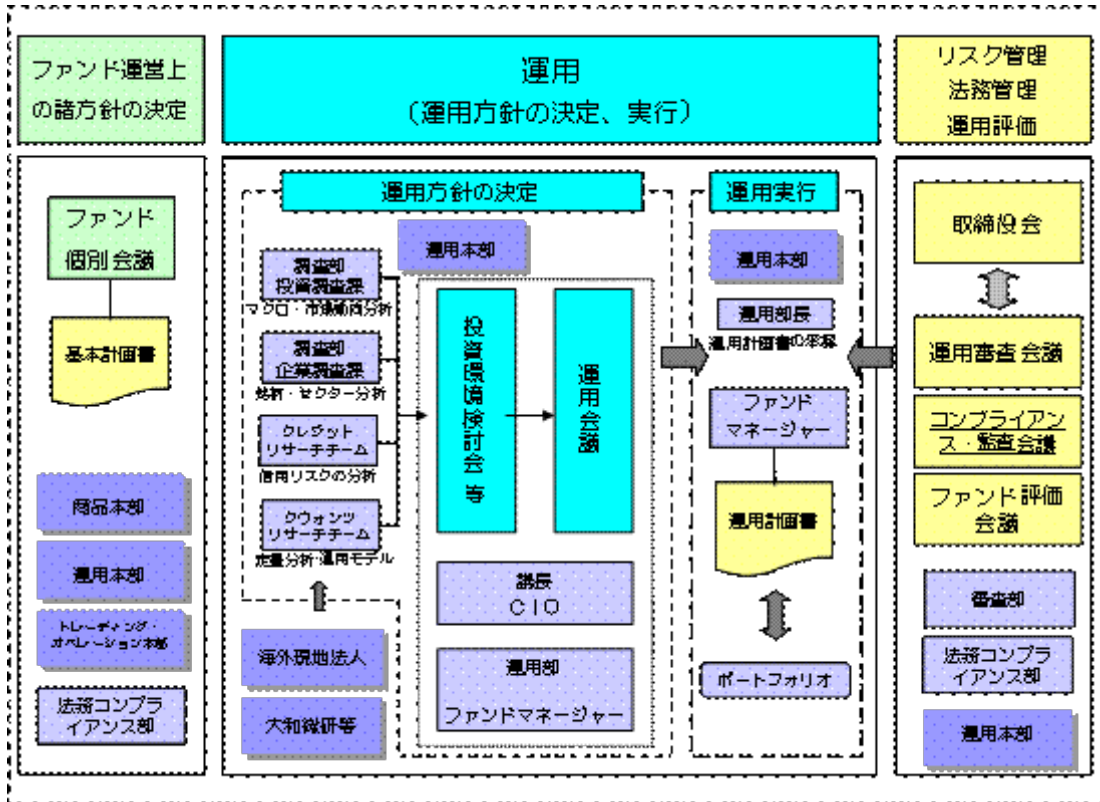 ファンド運営上
の諸方針の決定
運用
（運用方針の決定、実行）
リスク管理
法務管理
運用評価
ファンド
個別会議
基本計画書
商品本部
運用本部
トレーディング・
オペレーション本部
法務コンプラ
イアンス部
運用方針の決定
運用本部
調査部
投資調査課
マクロ・市場動向分析
調査部
企業調査課
銘柄・セクター分析
クレジット
リサーチチーム
信用リスクの分析
クウォンツ
リサーチチーム
定量分析・運用モデル
海外現地法人
大和総研等
投資環境検討会 等
運用会議
議長
ＣＩＯ
運用部
ファンドマネージャー
運用実行
運用本部
運用部長
運用計画書の承認
ファンド
マネージャー
運用計画書
ポートフォリオ
取締役会
運用審査会議
コンプライアン
ス・監査会議
ファンド評価
会議
審査部
法務コンプラ
イアンス部
運用本部